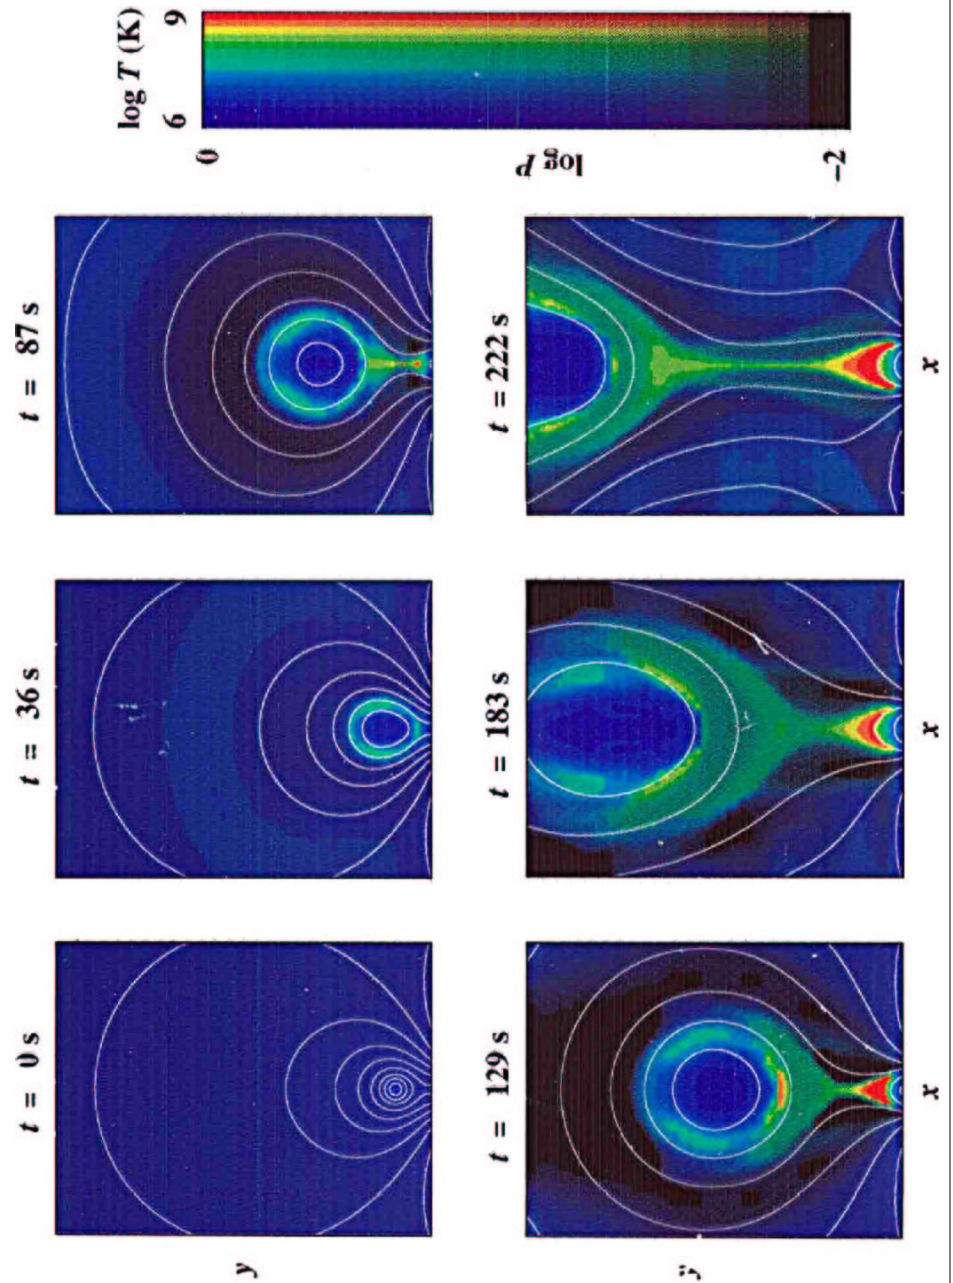 t = 0 s
t = 36 s
t = 87 s
log T (K)
6
9
0
log P
−2
y
t = 129 s
t = 183 s
t = 222 s
ÿ
x
x
x